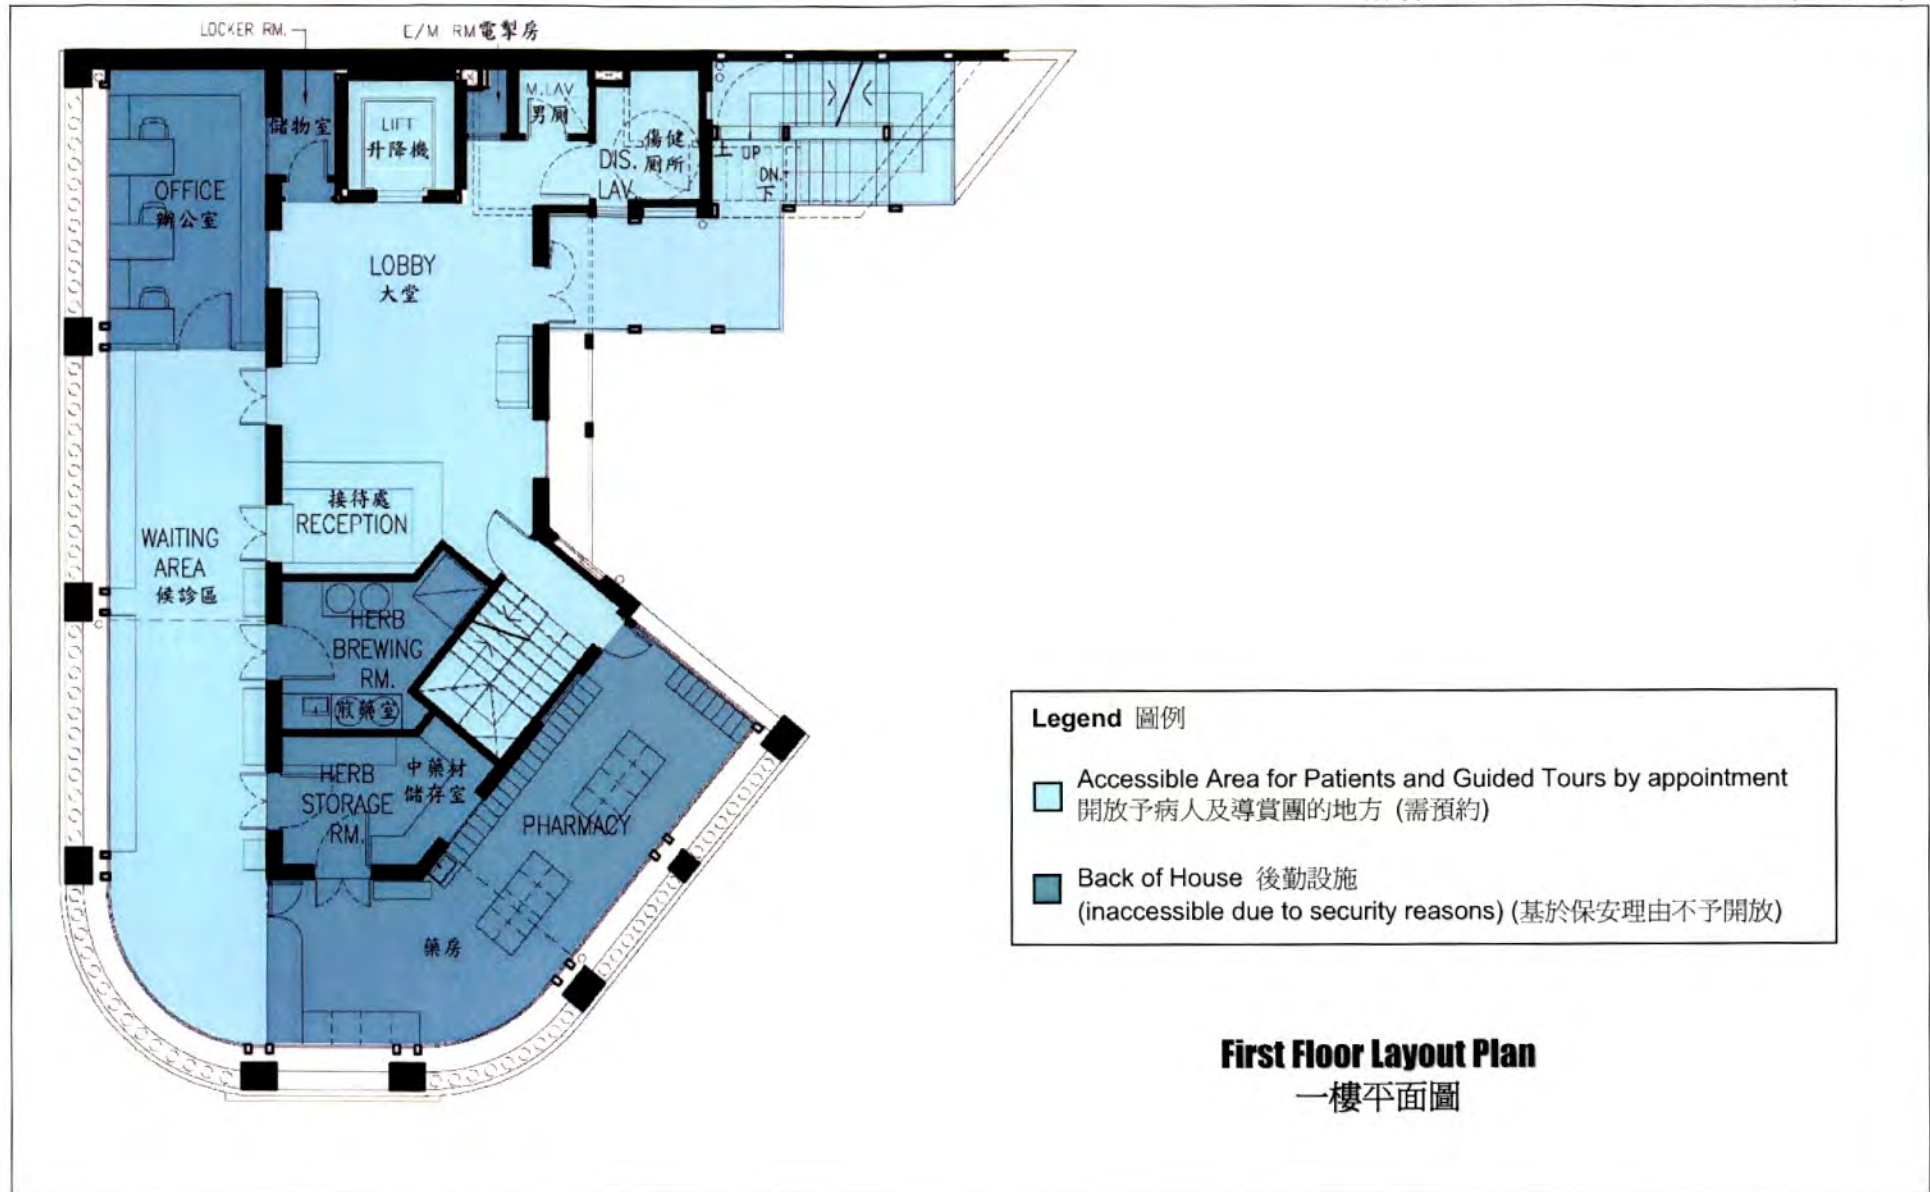 LOCKER RM.
E/M RM電掣房
儲物室
LIFT
升降機
M.LAV
男厠
傷健
厠所
DIS.
LAV.
上 UP
DN.
下
OFFICE
辦公室
LOBBY
大堂
接待處
RECEPTION
WAITING
AREA
候診區
HERB
BREWING
RM.
煎藥室
HERB
STORAGE
RM.
中藥材
儲存室
PHARMACY
藥房
Legend 圖例
Accessible Area for Patients and Guided Tours by appointment
開放予病人及導賞團的地方 (需預約)
Back of House 後勤設施
(inaccessible due to security reasons) (基於保安理由不予開放)
First Floor Layout Plan
一樓平面圖